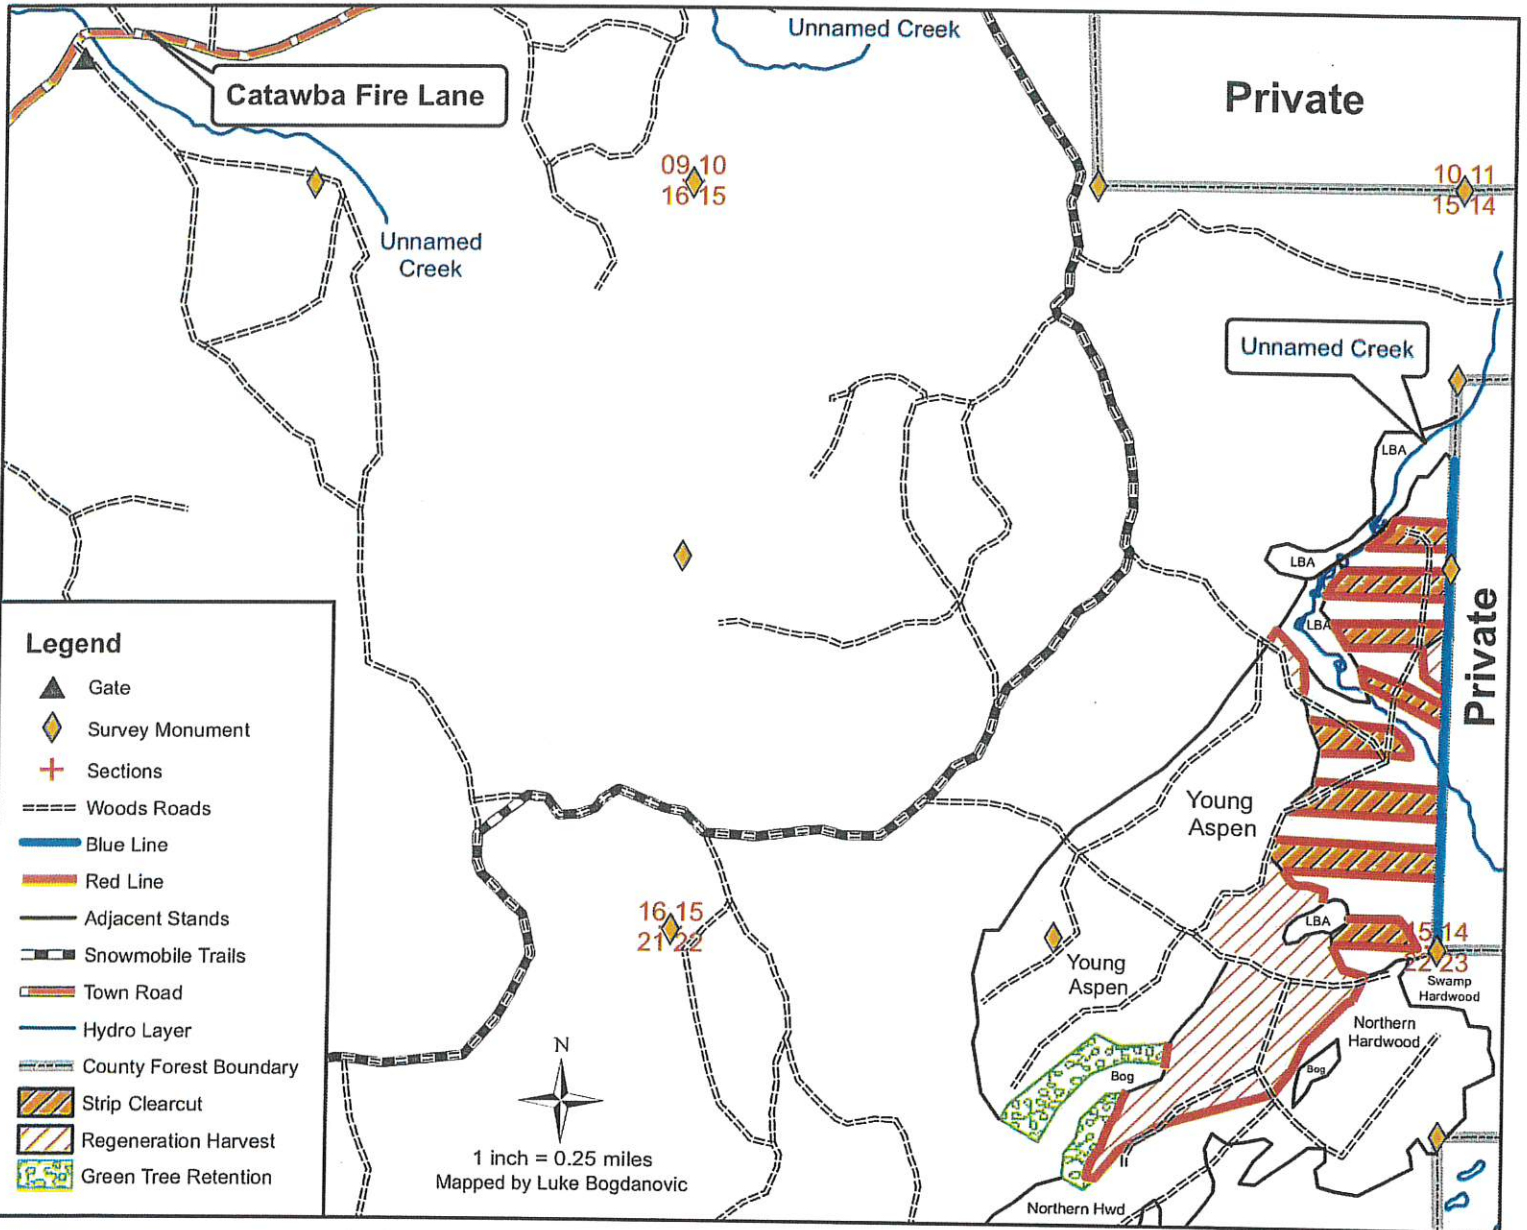 Unnamed Creek
Catawba Fire Lane
Private
09 10
16 15
10 11
15 14
Unnamed
Creek
Unnamed Creek
LBA
LBA
LBA
Private
Legend
Gate
Survey Monument
Sections
Woods Roads
Blue Line
Red Line
Adjacent Stands
Snowmobile Trails
Town Road
Hydro Layer
County Forest Boundary
Strip Clearcut
Regeneration Harvest
Green Tree Retention
Young
Aspen
16 15
21 22
LBA
15 14
22 23
Young
Aspen
Swamp
Hardwood
Northern
Hardwood
Bog
Bog
N
1 inch = 0.25 miles
Mapped by Luke Bogdanovic
Northern Hwd